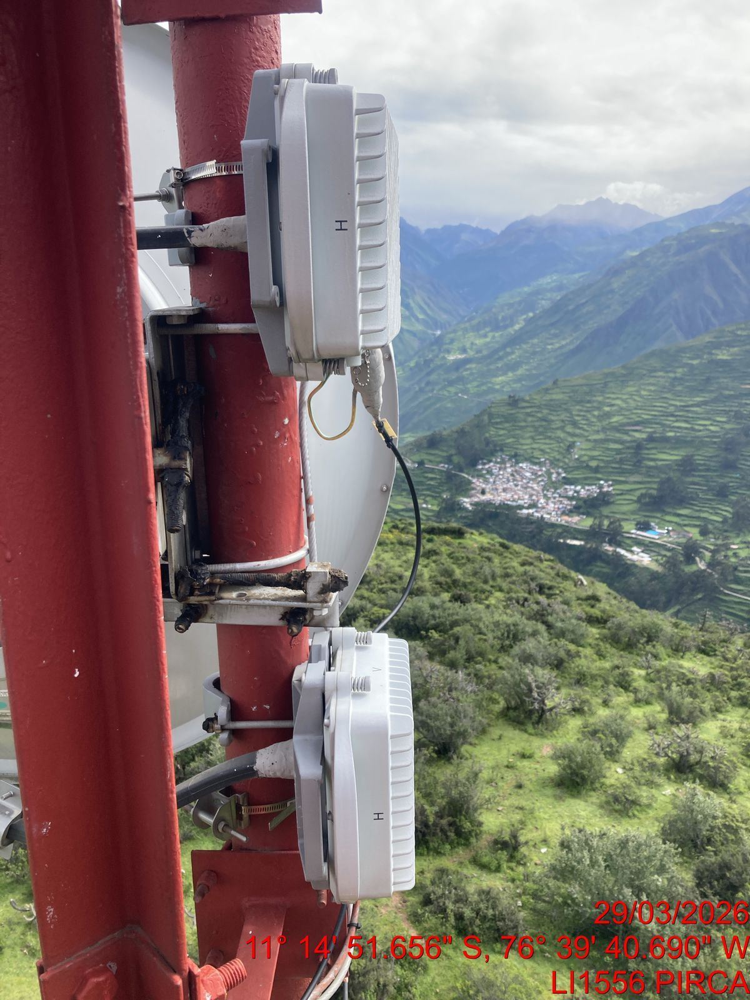 H
V
H
29/03/2026
11° 14' 51.656" S, 76° 39' 40.690" W
LI1556 PIRCA